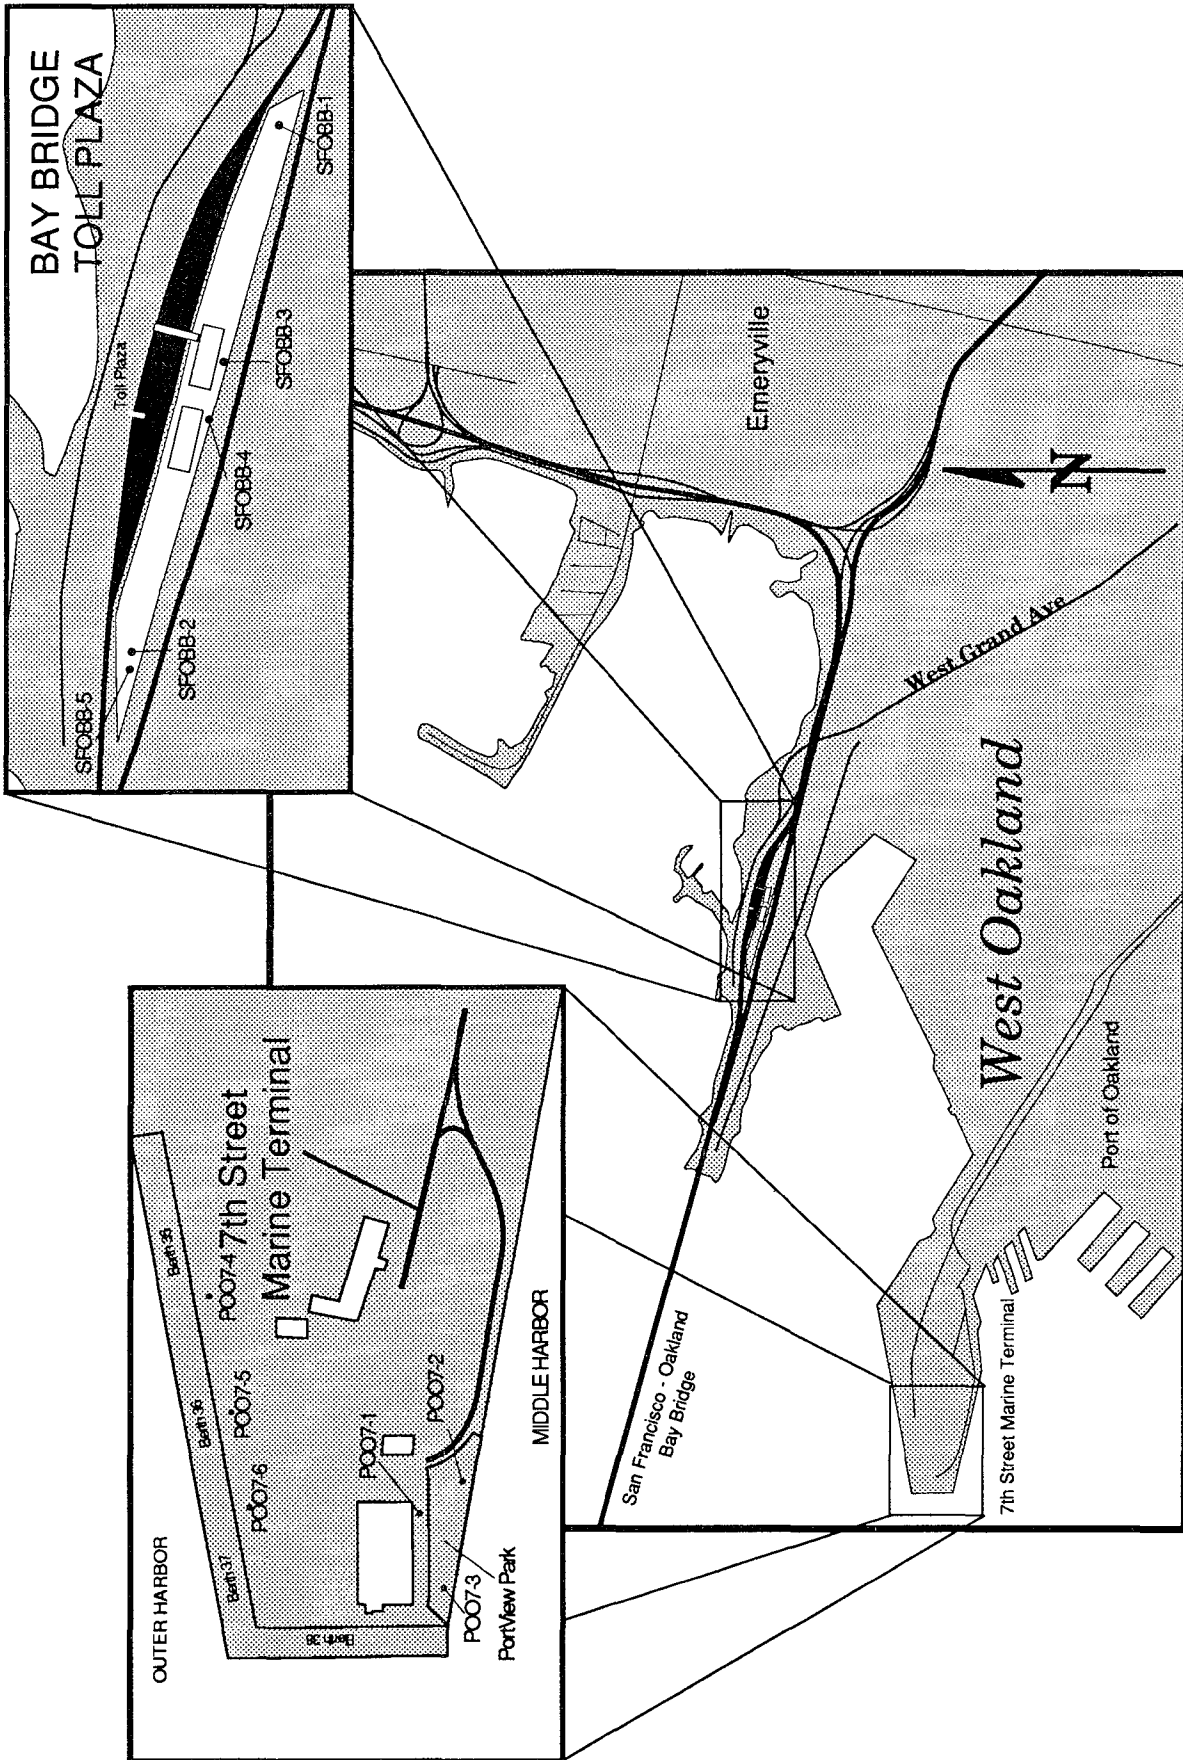 BAY BRIDGE
TOLL PLAZA
Toll Plaza
SFOBB-5
SFOBB-2
SFOBB-4
SFOBB-3
SFOBB-1
OUTER HARBOR
Berth 37
Berth 36
Berth 35
Berth 38
POO7-6
POO7-5
POO7-4
7th Street
Marine Terminal
POO7-1
POO7-2
POO7-3
PortView Park
MIDDLE HARBOR
Emeryville
N
West Grand Ave
West Oakland
San Francisco - Oakland
Bay Bridge
7th Street Marine Terminal
Port of Oakland